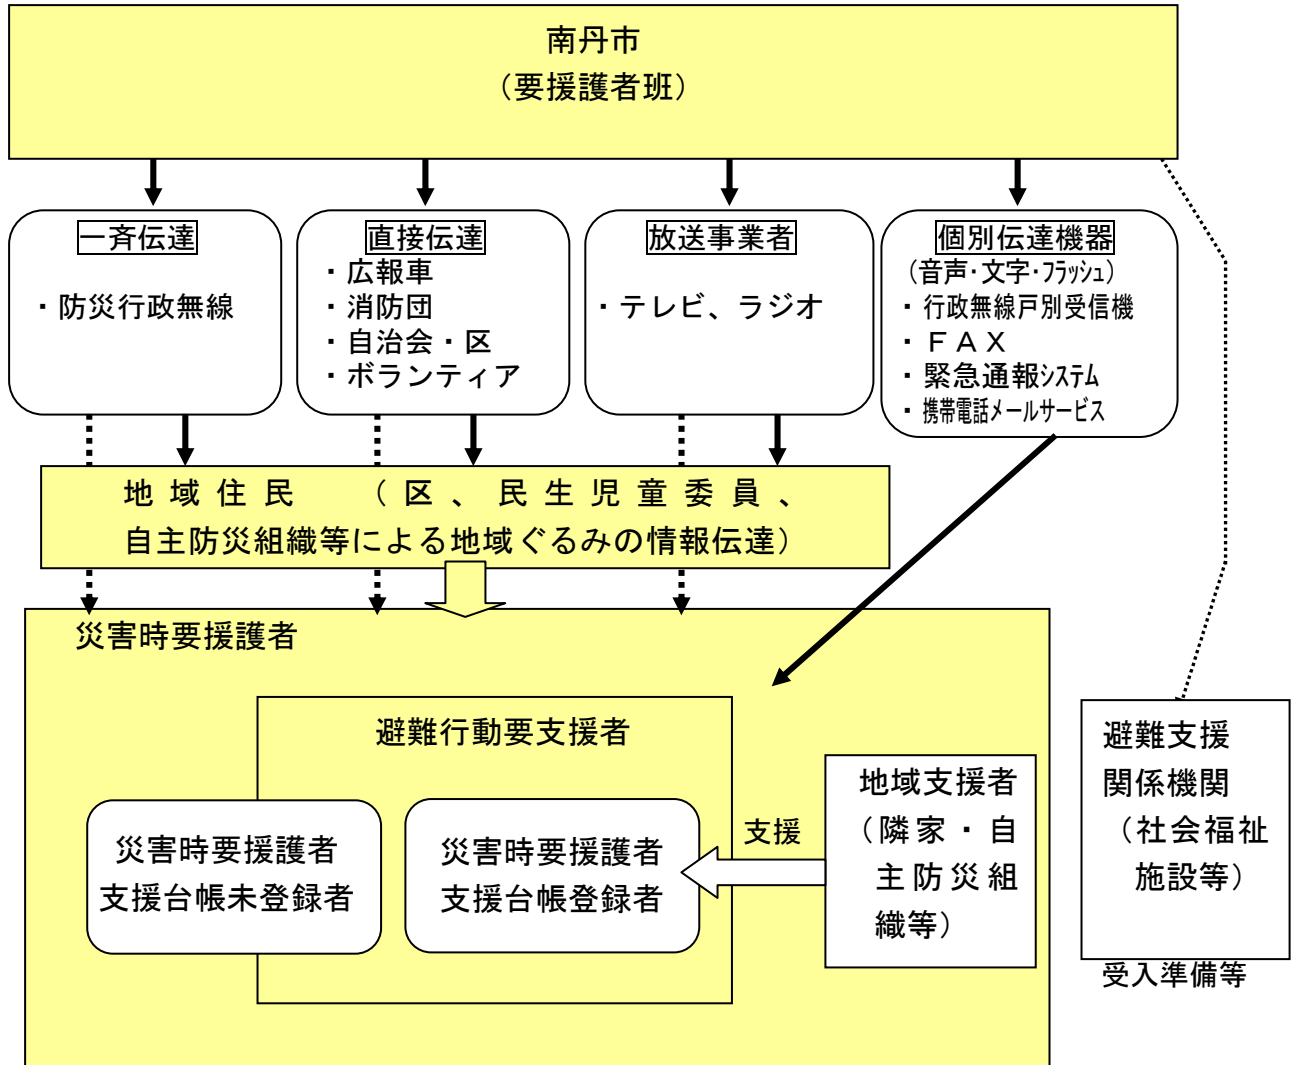 南丹市
（要援護者班）
一斉伝達
・防災行政無線
直接伝達
・広報車
・消防団
・自治会・区
・ボランティア
放送事業者
・テレビ、ラジオ
個別伝達機器
（音声・文字・フラッシュ）
・行政無線戸別受信機
・ＦＡＸ
・緊急通報システム
・携帯電話メールサービス
地域住民　（区、民生児童委員、
自主防災組織等による地域ぐるみの情報伝達）
災害時要援護者
避難行動要支援者
災害時要援護者
支援台帳未登録者
災害時要援護者
支援台帳登録者
支援
地域支援者
（隣家・自
主防災組
織等）
避難支援
関係機関
（社会福祉
施設等）
受入準備等